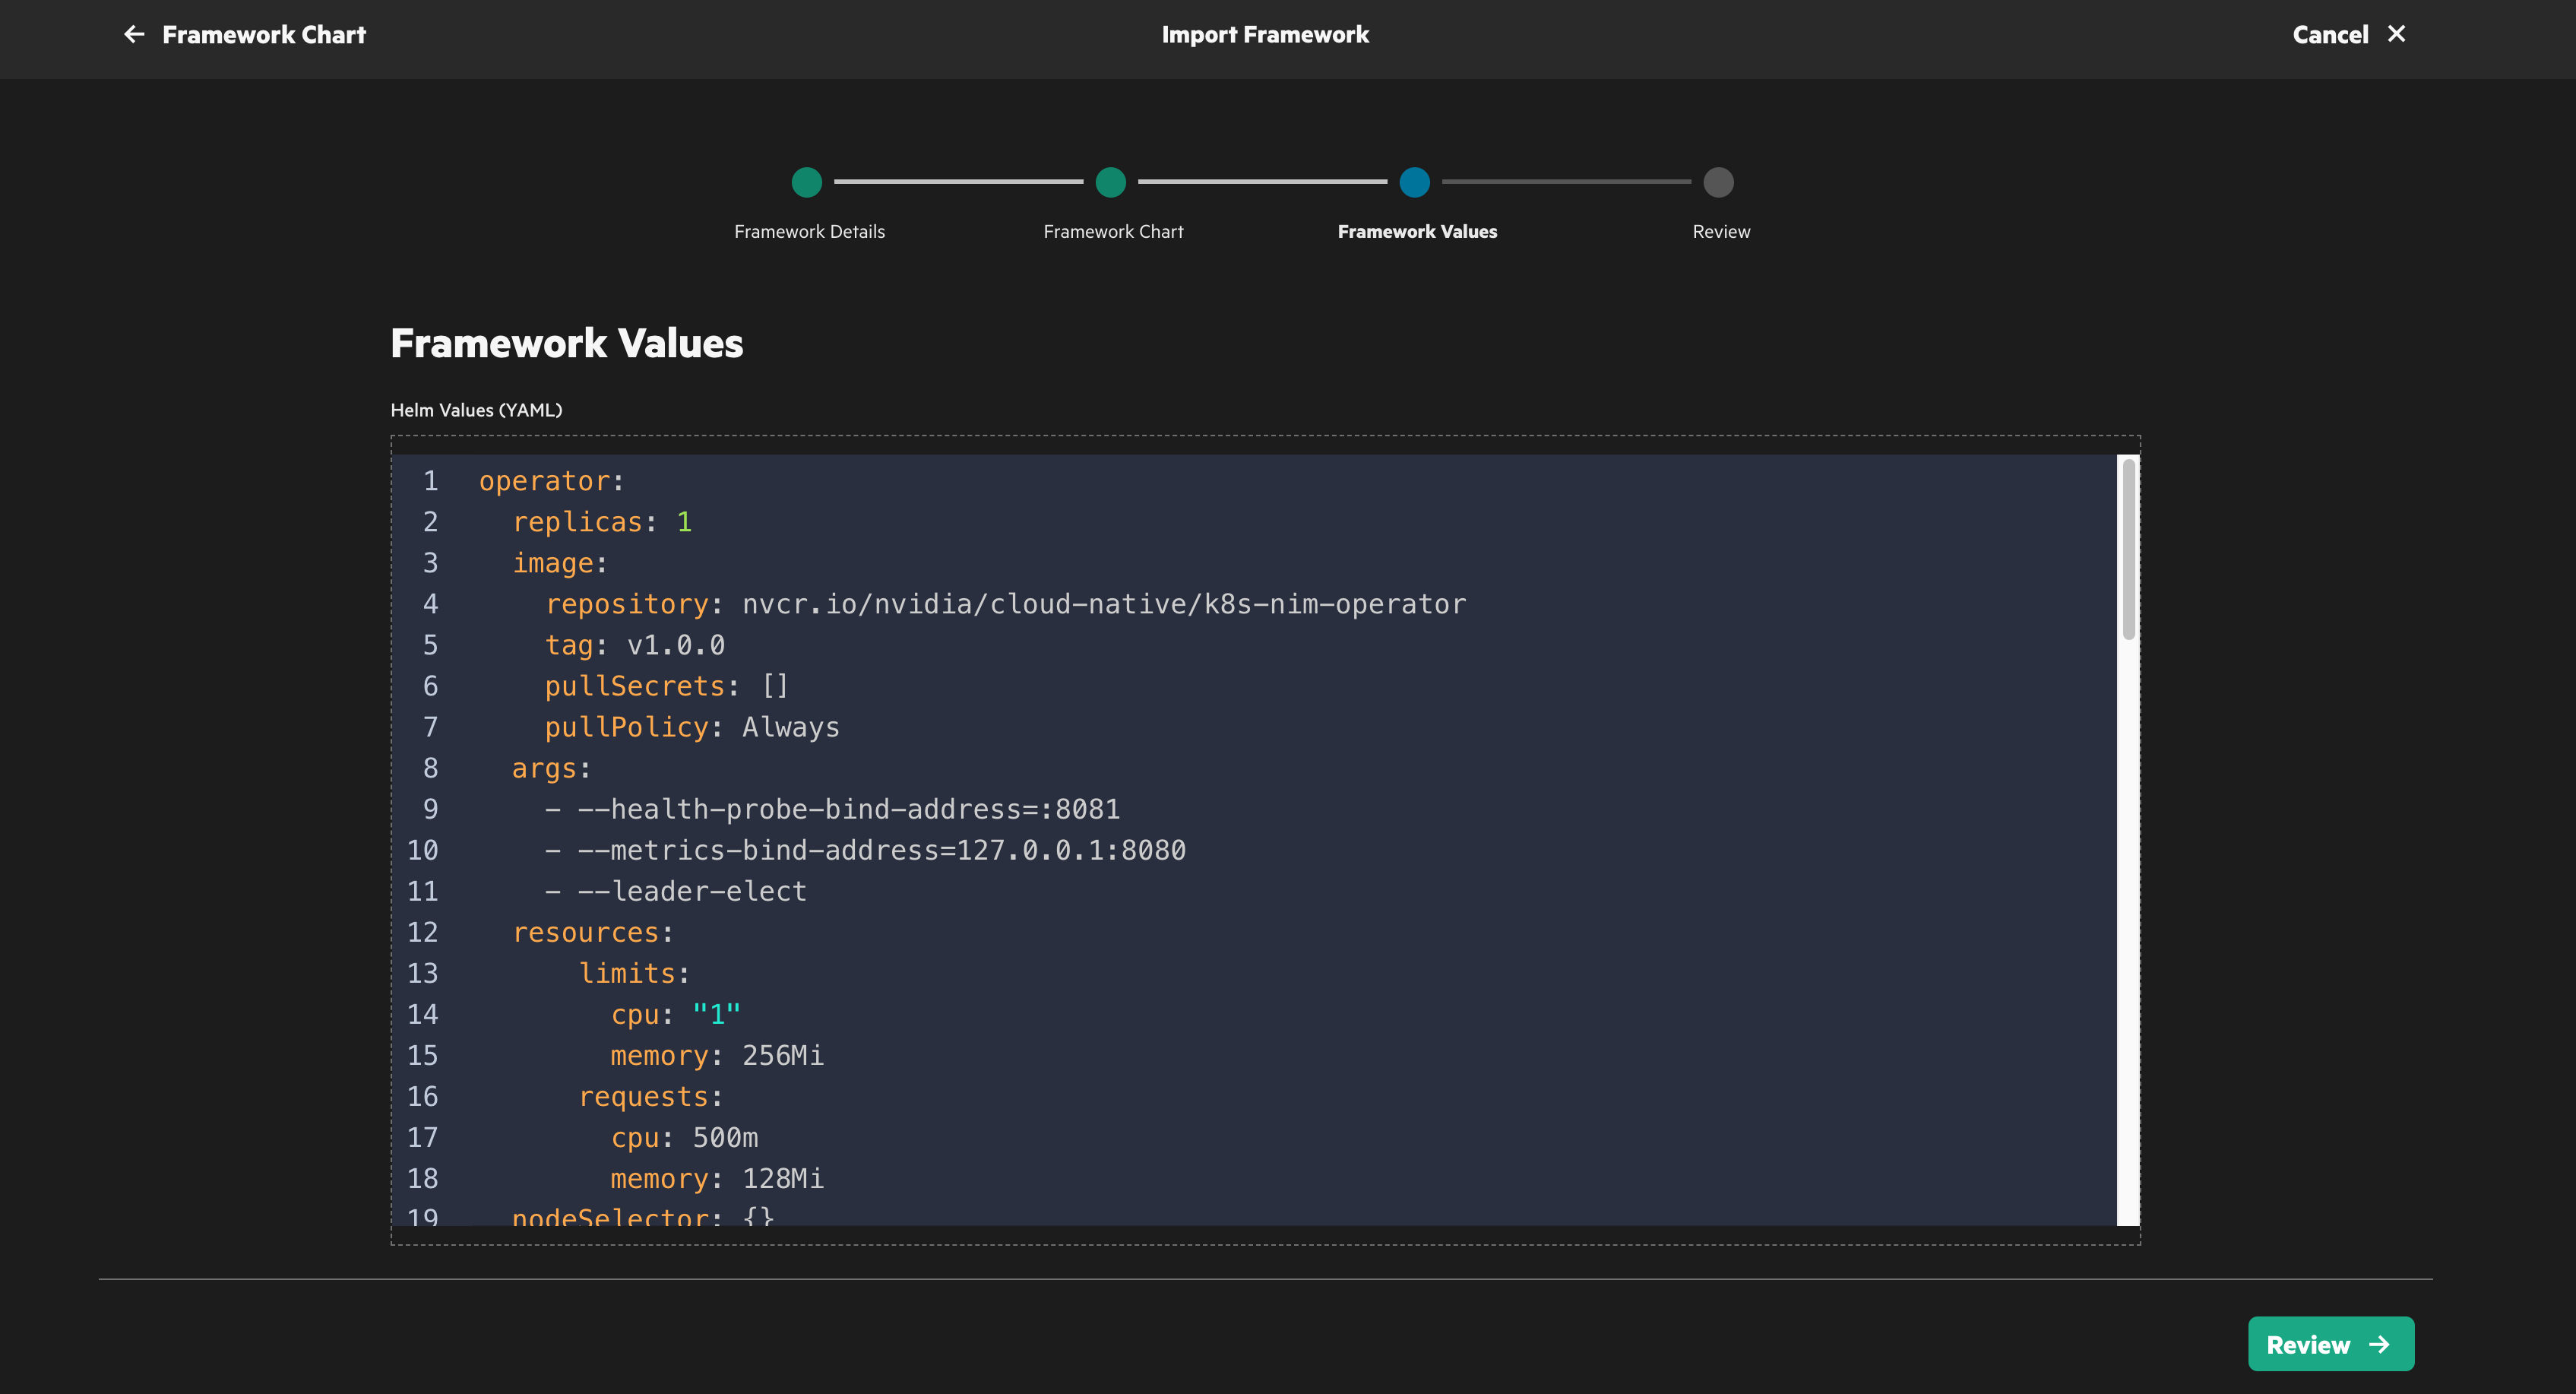 Framework Chart
Import Framework
Cancel
Framework Details
Framework Chart
Framework Values
Review
Framework Values
Helm Values (YAML)
1 operator:
2 replicas: 1
3 image:
4 repository: nvcr.io/nvidia/cloud-native/k8s-nim-operator
5 tag: v1.0.0
6 pullSecrets: []
7 pullPolicy: Always
8 args:
9 - --health-probe-bind-address=:8081
10 - --metrics-bind-address=127.0.0.1:8080
11 - --leader-elect
12 resources:
13 limits:
14 cpu: "1"
15 memory: 256Mi
16 requests:
17 cpu: 500m
18 memory: 128Mi
19 nodeSelector: {}
Review